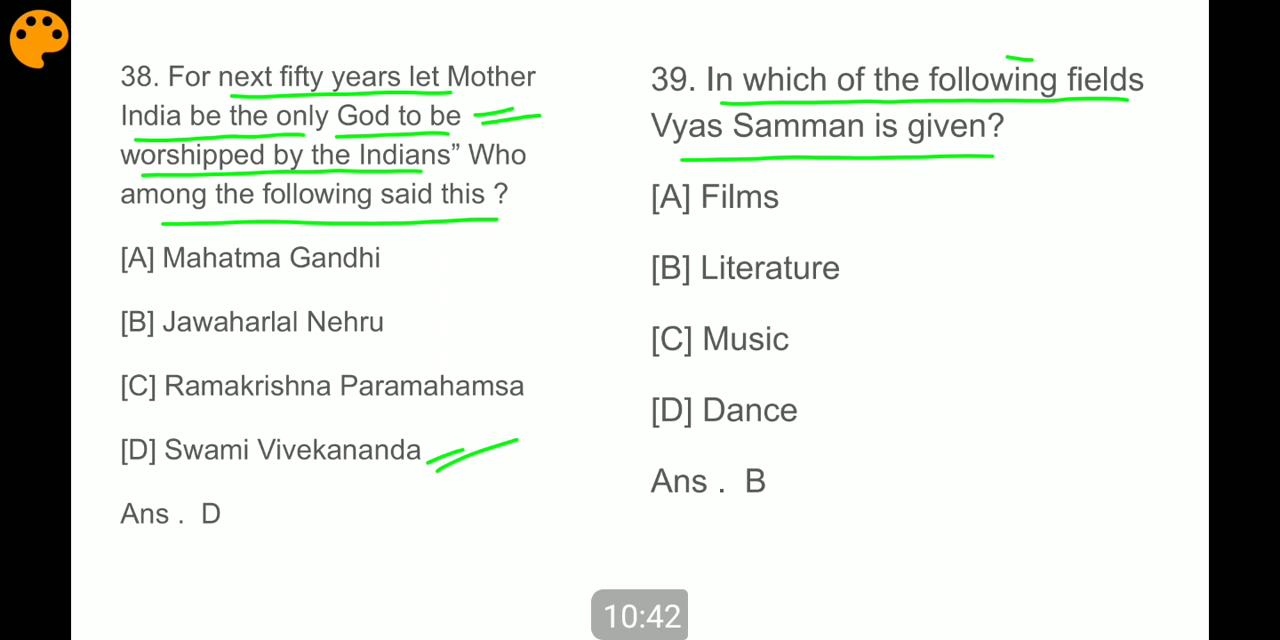 38. For next fifty years let Mother
India be the only God to be
worshipped by the Indians” Who
among the following said this ?
[A] Mahatma Gandhi
[B] Jawaharlal Nehru
[C] Ramakrishna Paramahamsa
[D] Swami Vivekananda
Ans . D
39. In which of the following fields
Vyas Samman is given?
[A] Films
[B] Literature
[C] Music
[D] Dance
Ans . B
10:42